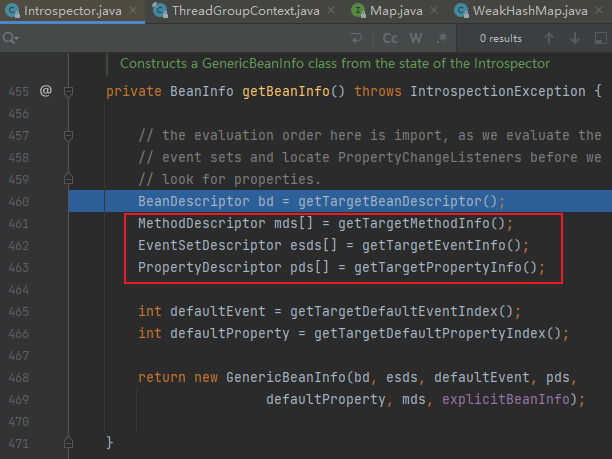 Introspector.java × ThreadGroupContext.java × Map.java × WeakHashMap.java ×
Cc W .* 0 results
Constructs a GenericBeanInfo class from the state of the Introspector
455 @ private BeanInfo getBeanInfo() throws IntrospectionException {
456
457 // the evaluation order here is import, as we evaluate the
458 // event sets and locate PropertyChangeListeners before we
459 // look for properties.
460 BeanDescriptor bd = getTargetBeanDescriptor();
461 MethodDescriptor mds[] = getTargetMethodInfo();
462 EventSetDescriptor esds[] = getTargetEventInfo();
463 PropertyDescriptor pds[] = getTargetPropertyInfo();
465 int defaultEvent = getTargetDefaultEventIndex();
466 int defaultProperty = getTargetDefaultPropertyIndex();
468 return new GenericBeanInfo(bd, esds, defaultEvent, pds,
469 defaultProperty, mds, explicitBeanInfo);
470
471 }